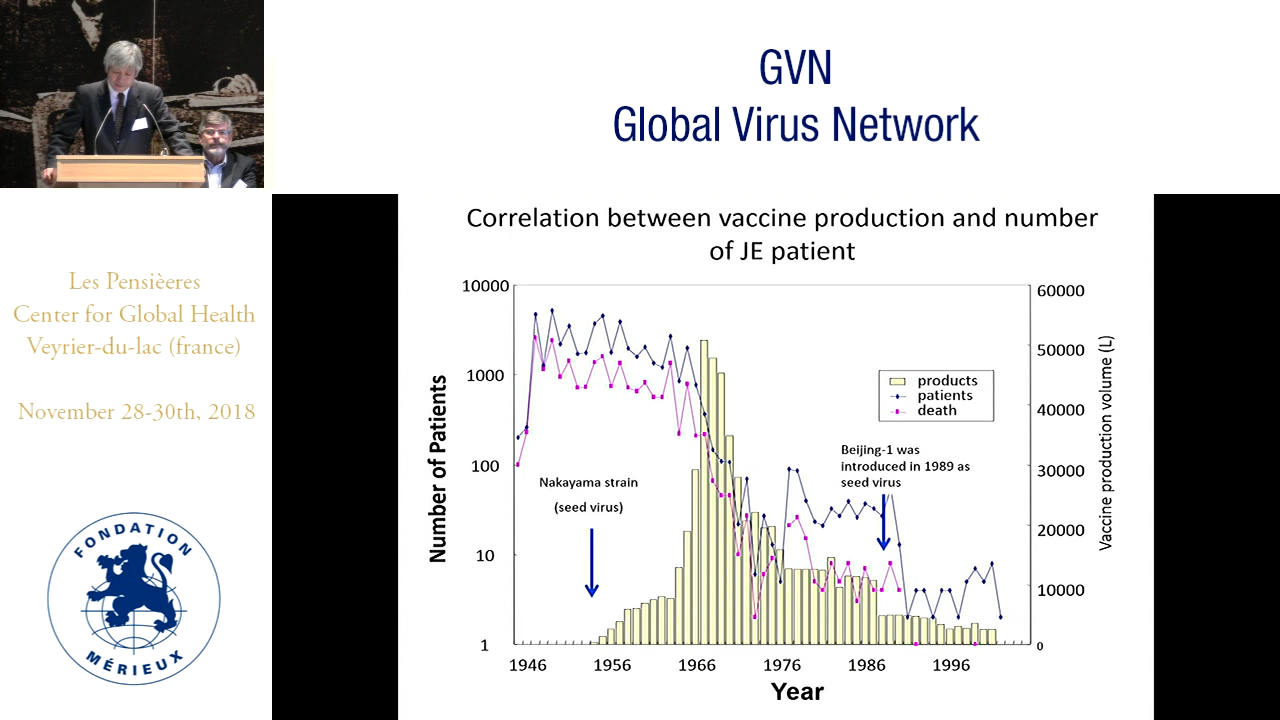 GVN
Global Virus Network
Les Pensièeres
Center for Global Health
Veyrier-du-lac (france)
November 28-30th, 2018
FONDATION
MÉRIEUX
Correlation between vaccine production and number
of JE patient
10000
1000
100
10
1
Number of Patients
60000
50000
40000
30000
20000
10000
0
Vaccine production volume (L)
products
patients
death
Nakayama strain
(seed virus)
Beijing-1 was
introduced in 1989 as
seed virus
1946 1956 1966 1976 1986 1996
Year